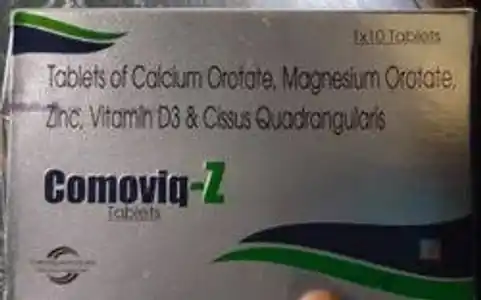 1x10 Tablets
Tablets of Calcium Orotate, Magnesium Orotate,
Zinc, Vitamin D3 & Cissus Quadrangularis
Comoviq-Z
Tablets